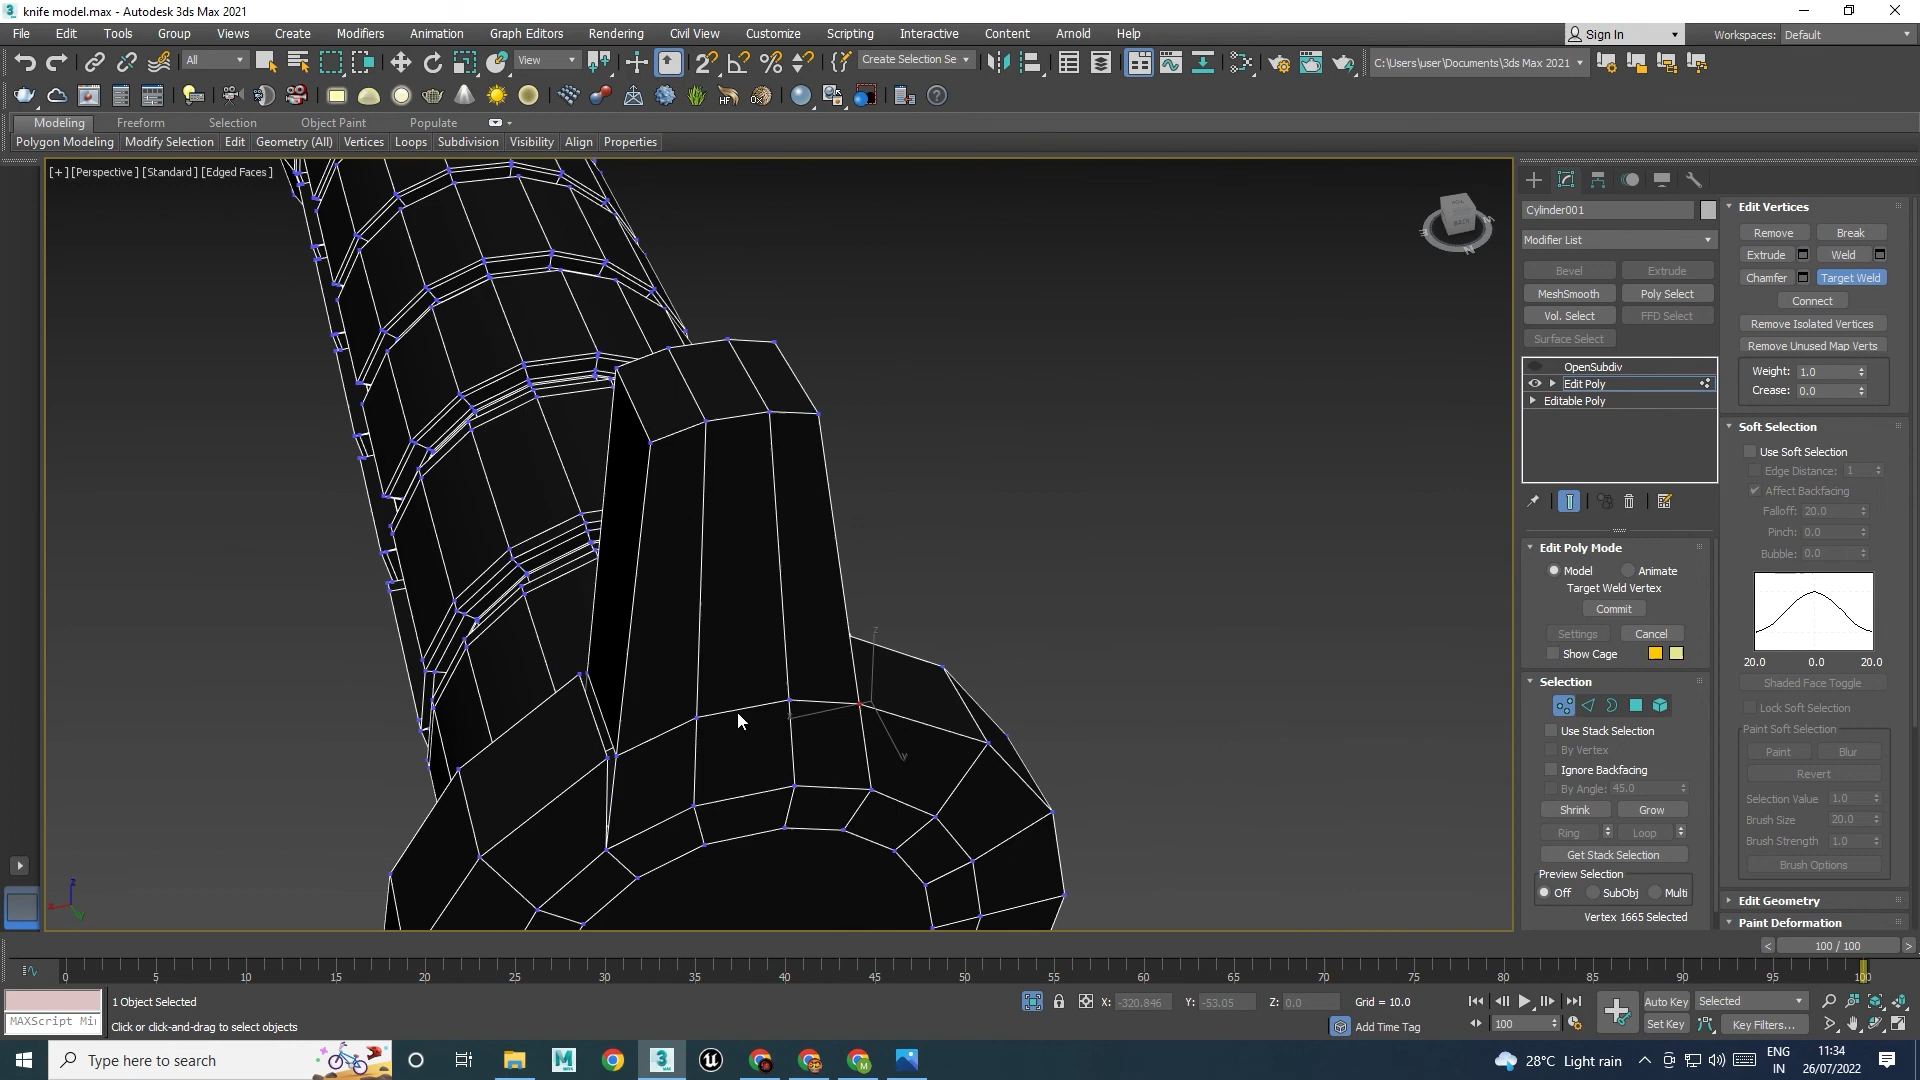 knife model.max - Autodesk 3ds Max 2021
File Edit Tools Group Views Create Modifiers Animation Graph Editors Rendering Civil View Customize Scripting Interactive Content Arnold Help
Sign In Workspaces: Default
All View Create Selection Se C:\Users\user\Documents\3ds Max 2021
Modeling Freeform Selection Object Paint Populate
Polygon Modeling Modify Selection Edit Geometry (All) Vertices Loops Subdivision Visibility Align Properties
[+] [Perspective] [Standard] [Edged Faces]
Cylinder001
Modifier List
Bevel Extrude
MeshSmooth Poly Select
Vol. Select FFD Select
Surface Select
OpenSubdiv
Edit Poly
Editable Poly
Edit Poly Mode
Model Animate
Target Weld Vertex
Commit
Settings Cancel
Show Cage
Selection
Use Stack Selection
By Vertex
Ignore Backfacing
By Angle: 45.0
Shrink Grow
Ring Loop
Get Stack Selection
Preview Selection
Off SubObj Multi
Vertex 1665 Selected
Edit Vertices
Remove Break
Extrude Weld
Chamfer Target Weld
Connect
Remove Isolated Vertices
Remove Unused Map Verts
Weight: 1.0
Crease: 0.0
Soft Selection
Use Soft Selection
Edge Distance: 1
Affect Backfacing
Falloff: 20.0
Pinch: 0.0
Bubble: 0.0
20.0 0.0 20.0
Shaded Face Toggle
Lock Soft Selection
Paint Soft Selection
Paint Blur
Revert
Selection Value 1.0
Brush Size 20.0
Brush Strength 1.0
Brush Options
Edit Geometry
Paint Deformation
100 / 100
0 5 10 15 20 25 30 35 40 45 50 55 60 65 70 75 80 85 90 95 100
1 Object Selected
X: -320.846 Y: -53.05 Z: 0.0 Grid = 10.0
Auto Key Selected
MAXScript Mi
Click or click-and-drag to select objects
Add Time Tag
100
Set Key Key Filters...
Type here to search
28°C Light rain
ENG
IN
11:34
26/07/2022